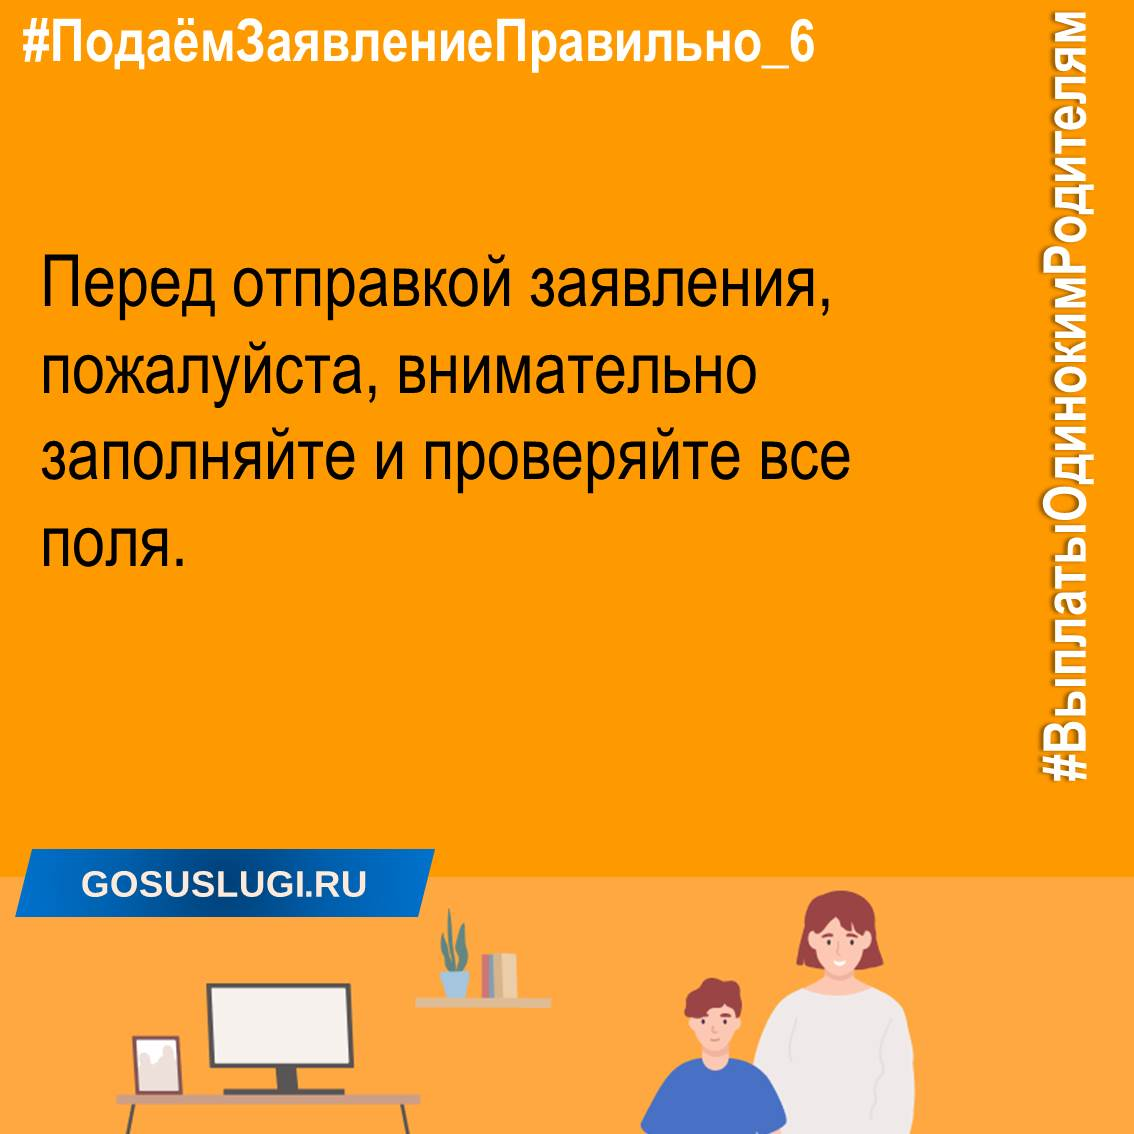 #ПодаёмЗаявлениеПравильно_6
#ВыплатыОдинокимРодителям
Перед отправкой заявления,
пожалуйста, внимательно
заполняйте и проверяйте все
поля.
GOSUSLUGI.RU